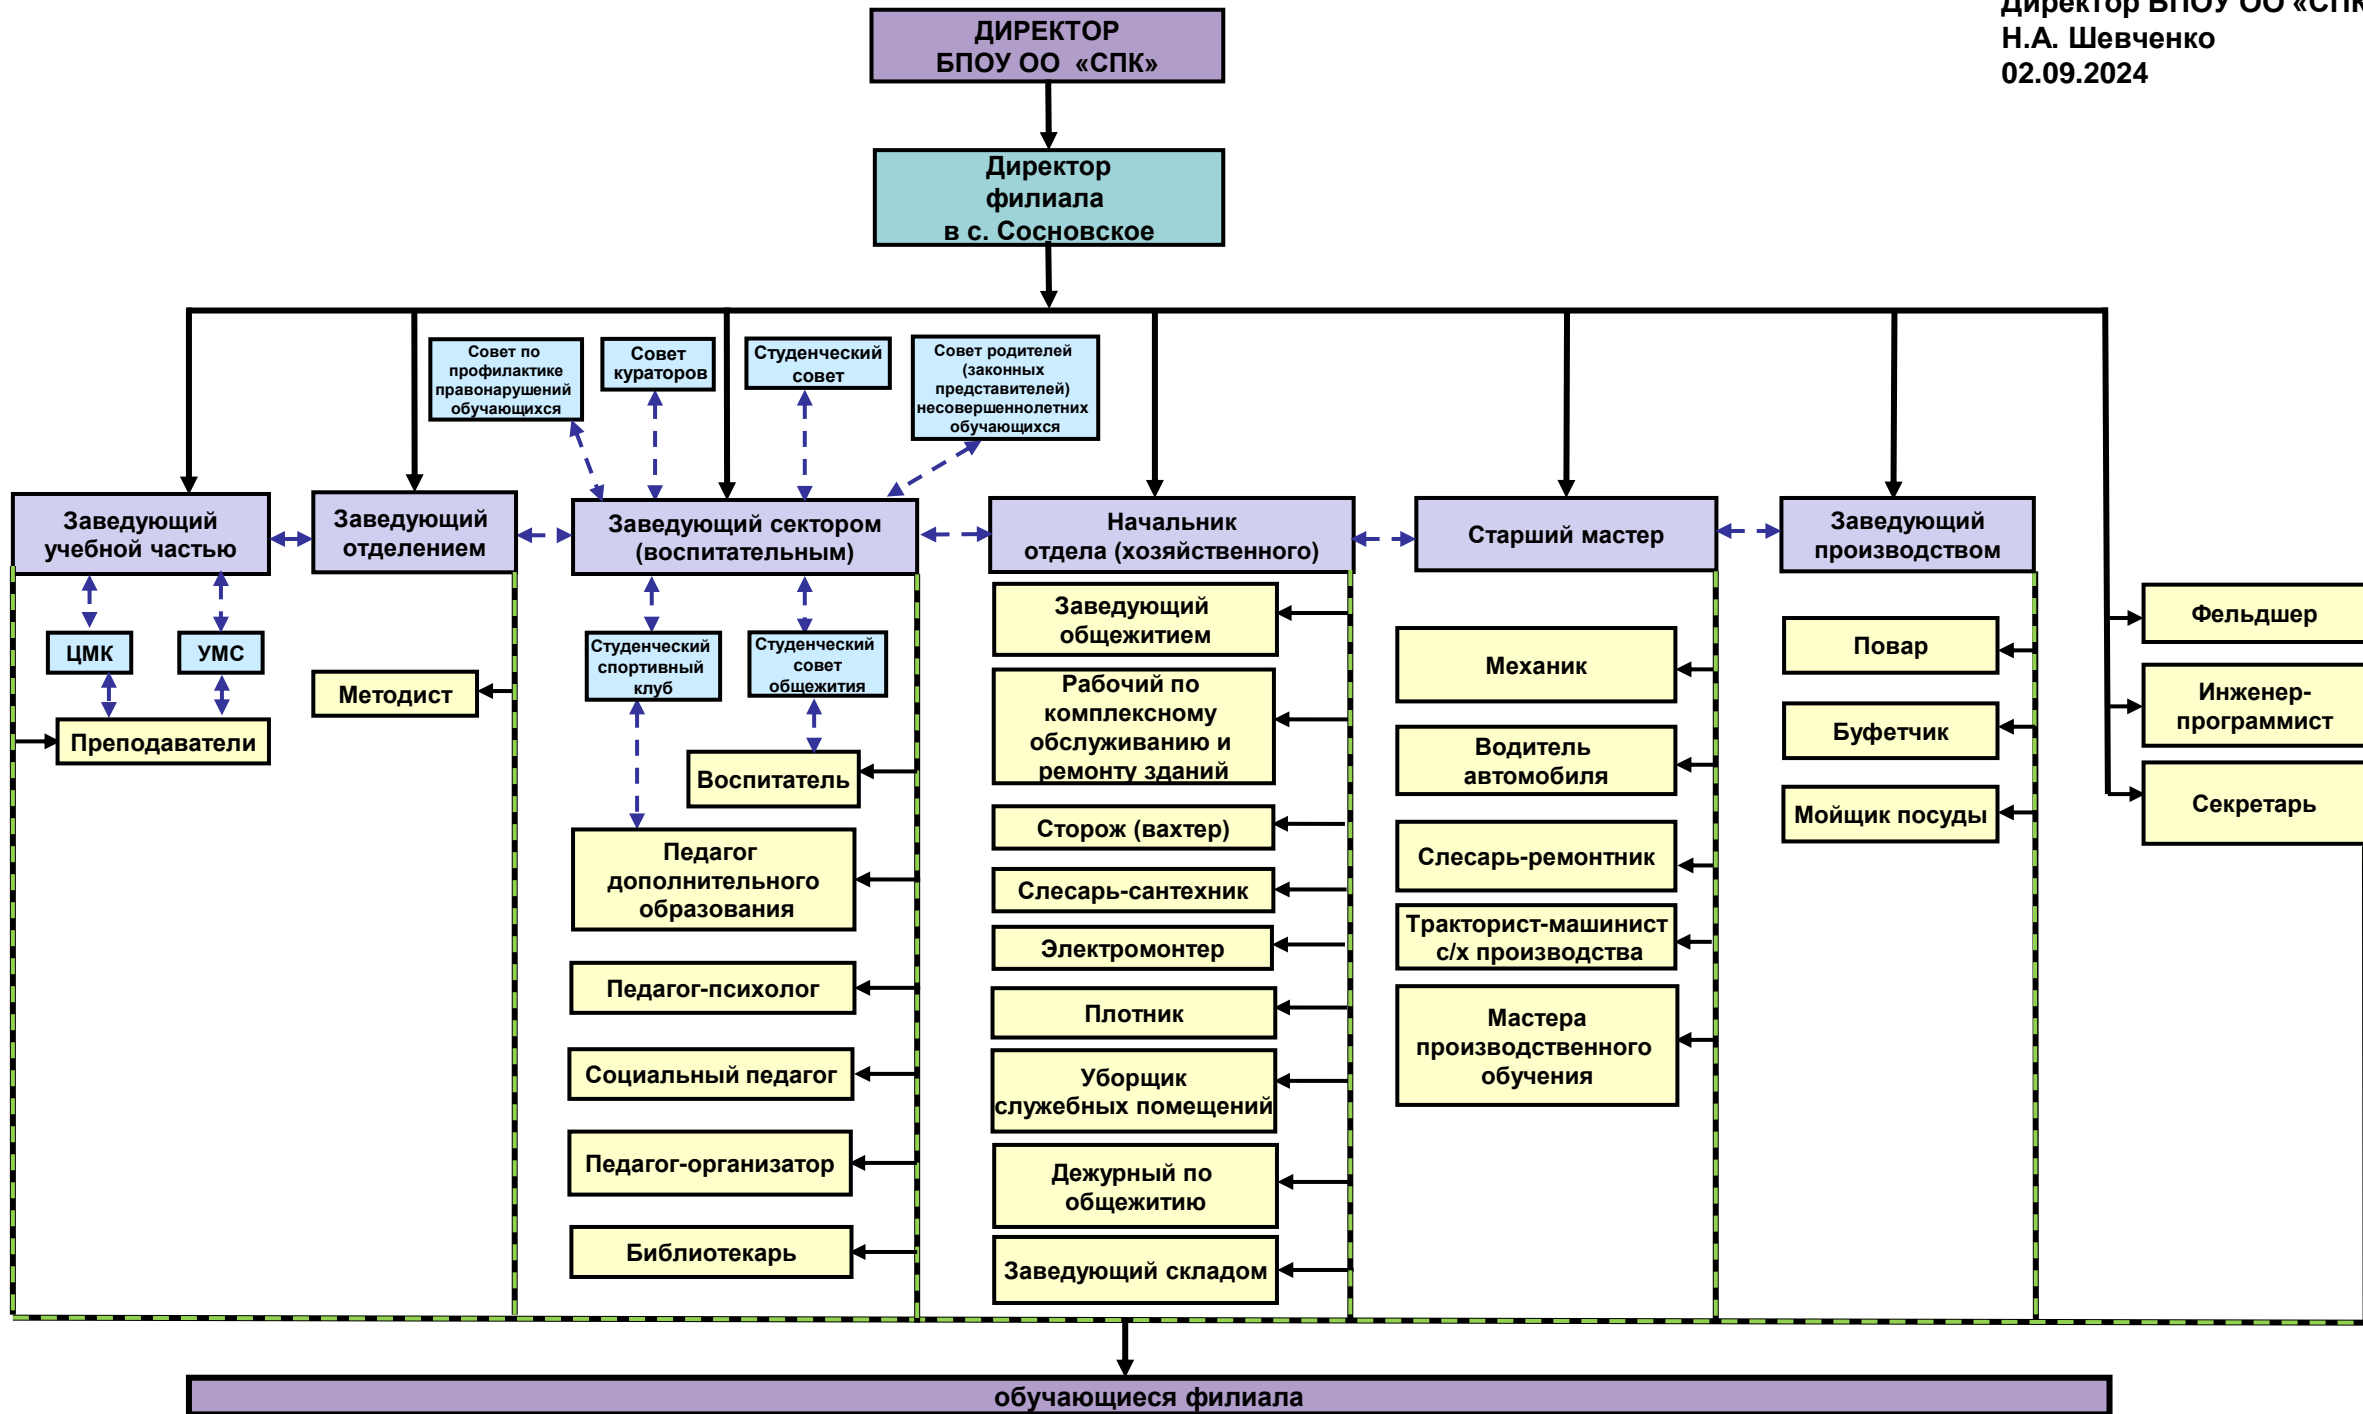 Директор БПОУ ОО «СПК
Н.А. Шевченко
02.09.2024
ДИРЕКТОР
БПОУ ОО «СПК»
Директор
филиала
в с. Сосновское
Совет по
профилактике
правонарушений
обучающихся
Совет
кураторов
Студенческий
совет
Совет родителей
(законных
представителей)
несовершеннолетних
обучающихся
Заведующий
учебной частью
Заведующий
отделением
Заведующий сектором
(воспитательным)
Начальник
отдела (хозяйственного)
Старший мастер
Заведующий
производством
ЦМК
УМС
Преподаватели
Методист
Студенческий
спортивный
клуб
Студенческий
совет
общежития
Воспитатель
Педагог
дополнительного
образования
Педагог-психолог
Социальный педагог
Педагог-организатор
Библиотекарь
Заведующий
общежитием
Рабочий по
комплексному
обслуживанию и
ремонту зданий
Сторож (вахтер)
Слесарь-сантехник
Электромонтер
Плотник
Уборщик
служебных помещений
Дежурный по
общежитию
Заведующий складом
Механик
Водитель
автомобиля
Слесарь-ремонтник
Тракторист-машинист
с/х производства
Мастера
производственного
обучения
Повар
Буфетчик
Мойщик посуды
Фельдшер
Инженер-
программист
Секретарь
обучающиеся филиала